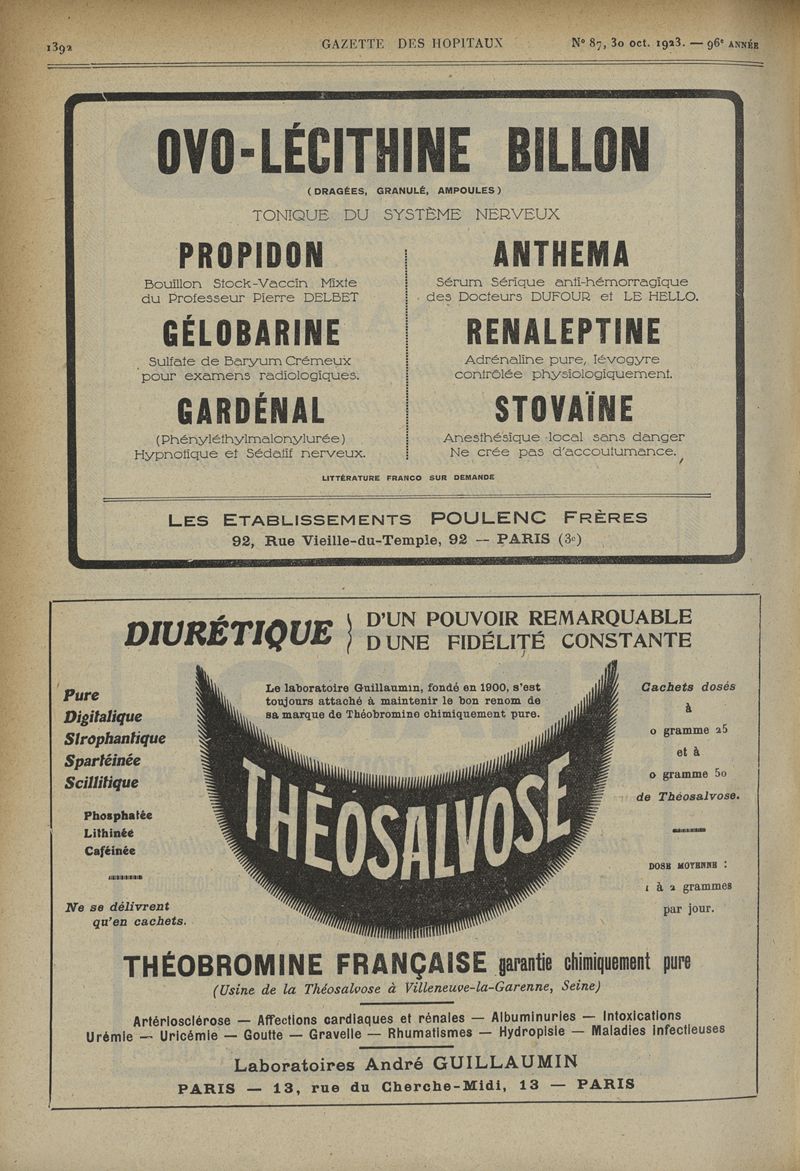 1392
GAZETTE DES HOPITAUX
N° 87, 30 oct. 1923. — 96e ANNÉE
OVO-LÉCITHINE BILLON
(DRAGÉES, GRANULÉ, AMPOULES)
TONIQUE DU SYSTÈME NERVEUX
PROPIDON
Bouillon Stock-Vaccin Mixte
du Professeur Pierre DELBET
GÉLOBARINE
Sulfate de Baryum Crémeux
pour examens radiologiques.
GARDÉNAL
(Phényléthylmalonylurée)
Hypnotique et Sédatif nerveux.
ANTHEMA
Sérum Sérique anti-hémorragique
des Docteurs DUFOUR et LE HELLO.
RENALEPTINE
Adrénaline pure, lévogyre
contrôlée physiologiquement.
STOVAÏNE
Anesthésique local sans danger
Ne crée pas d'accoutumance.
LITTÉRATURE FRANCO SUR DEMANDE
LES ETABLISSEMENTS POULENC FRÈRES
92, Rue Vieille-du-Temple, 92 — PARIS (3e)
DIURÉTIQUE
D'UN POUVOIR REMARQUABLE
D UNE FIDÉLITÉ CONSTANTE
Le laboratoire Guillaumin, fondé en 1900, s'est
toujours attaché à maintenir le bon renom de
sa marque de Théobromine chimiquement pure.
Pure
Digitalique
Strophantique
Spartéinée
Scillitique
Phosphatée
Lithinée
Caféinée
Ne se délivrent
qu'en cachets.
THÉOSALVOSE
Cachets dosés
à
0 gramme 25
et à
0 gramme 50
de Théosalvose.
DOSE MOYENNE :
1 à 2 grammes
par jour.
THÉOBROMINE FRANÇAISE garantie chimiquement pure
(Usine de la Théosalvose à Villeneuve-la-Garenne, Seine)
Artériosclérose — Affections cardiaques et rénales — Albuminuries — Intoxications
Urémie — Uricémie — Goutte — Gravelle — Rhumatismes — Hydropisie — Maladies infectieuses
Laboratoires André GUILLAUMIN
PARIS — 13, rue du Cherche-Midi, 13 — PARIS